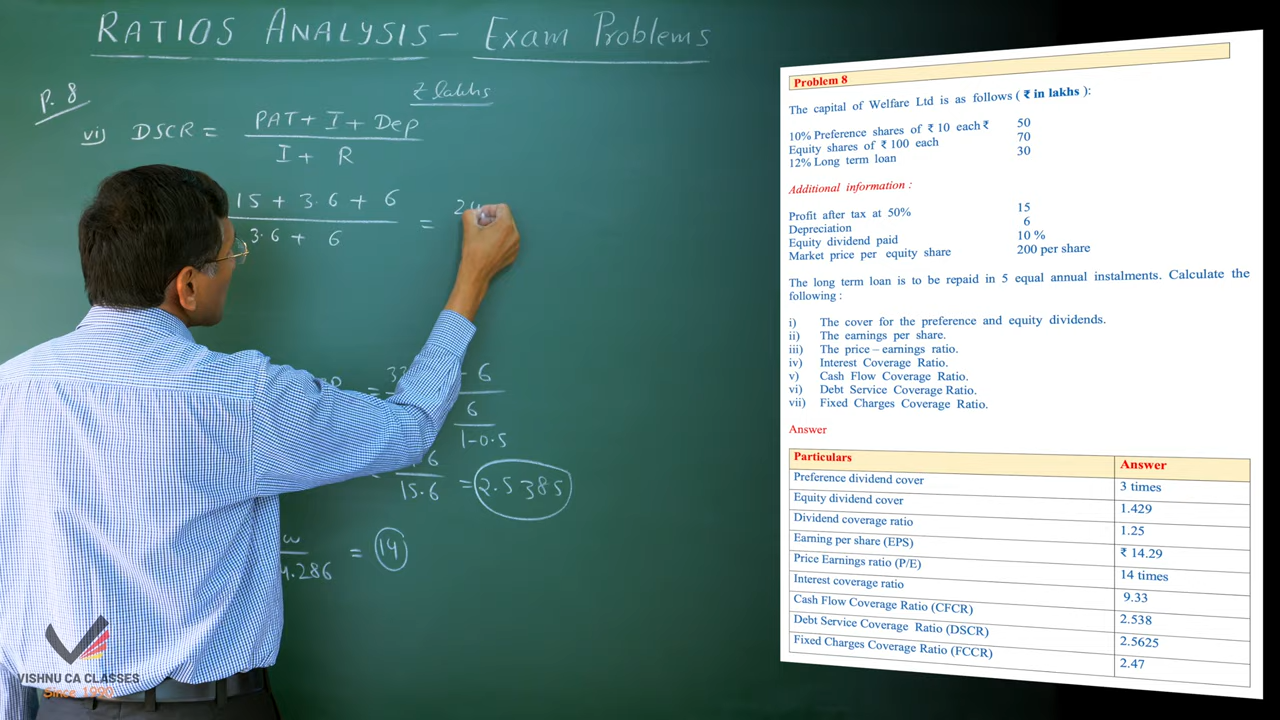 RATIOS ANALYSIS - Exam Problems
P. 8
₹ lakhs
vi) DSCR = PAT + I + Dep
I + R
15 + 3.6 + 6
3.6 + 6
= 24
33 - 6
6
1-0.5
15.6 = 2.5385
4.286 = 14
VISHNU CA CLASSES
Since 1990
Problem 8
The capital of Welfare Ltd is as follows ( ₹ in lakhs ):
10% Preference shares of ₹ 10 each ₹ 50
Equity shares of ₹ 100 each 70
12% Long term loan 30
Additional information :
Profit after tax at 50% 15
Depreciation 6
Equity dividend paid 10 %
Market price per equity share 200 per share
The long term loan is to be repaid in 5 equal annual instalments. Calculate the
following :
i) The cover for the preference and equity dividends.
ii) The earnings per share.
iii) The price – earnings ratio.
iv) Interest Coverage Ratio.
v) Cash Flow Coverage Ratio.
vi) Debt Service Coverage Ratio.
vii) Fixed Charges Coverage Ratio.
Answer
Particulars Answer
Preference dividend cover 3 times
Equity dividend cover 1.429
Dividend coverage ratio 1.25
Earning per share (EPS) ₹ 14.29
Price Earnings ratio (P/E) 14 times
Interest coverage ratio 9.33
Cash Flow Coverage Ratio (CFCR) 2.538
Debt Service Coverage Ratio (DSCR) 2.5625
Fixed Charges Coverage Ratio (FCCR) 2.47